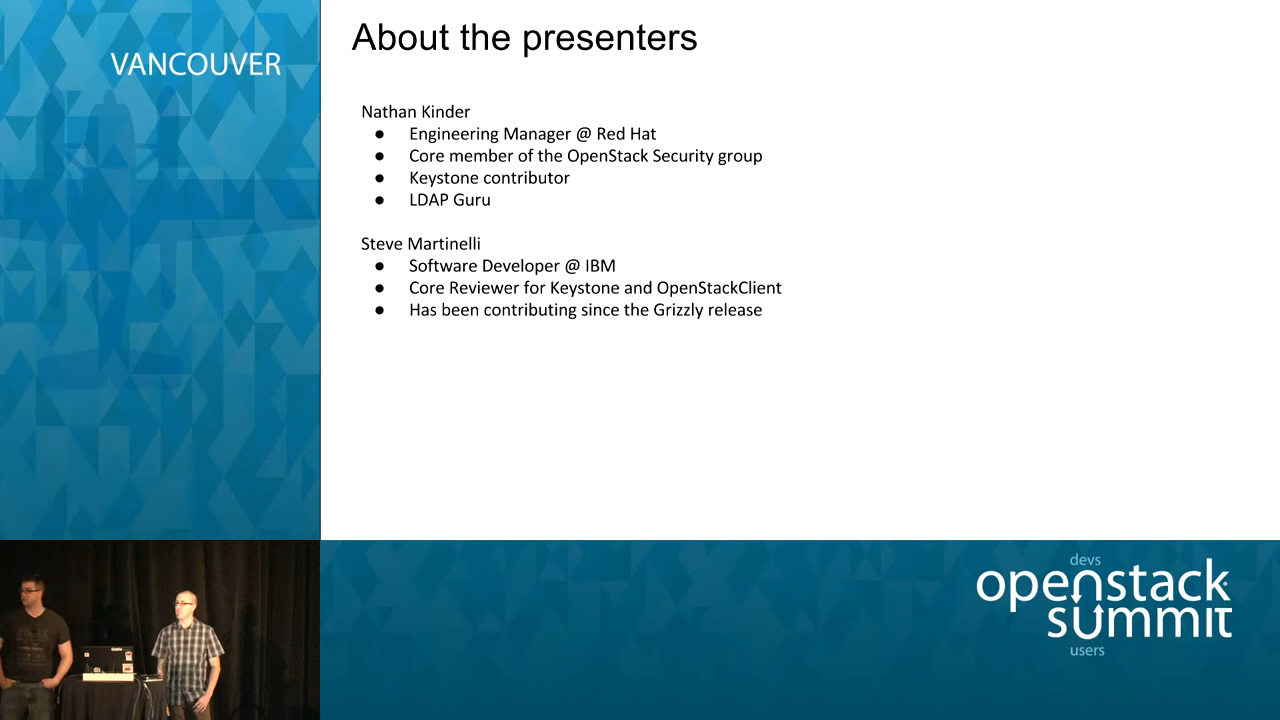 VANCOUVER
About the presenters
Nathan Kinder
● Engineering Manager @ Red Hat
● Core member of the OpenStack Security group
● Keystone contributor
● LDAP Guru
Steve Martinelli
● Software Developer @ IBM
● Core Reviewer for Keystone and OpenStackClient
● Has been contributing since the Grizzly release
devs
openstack
summit
users